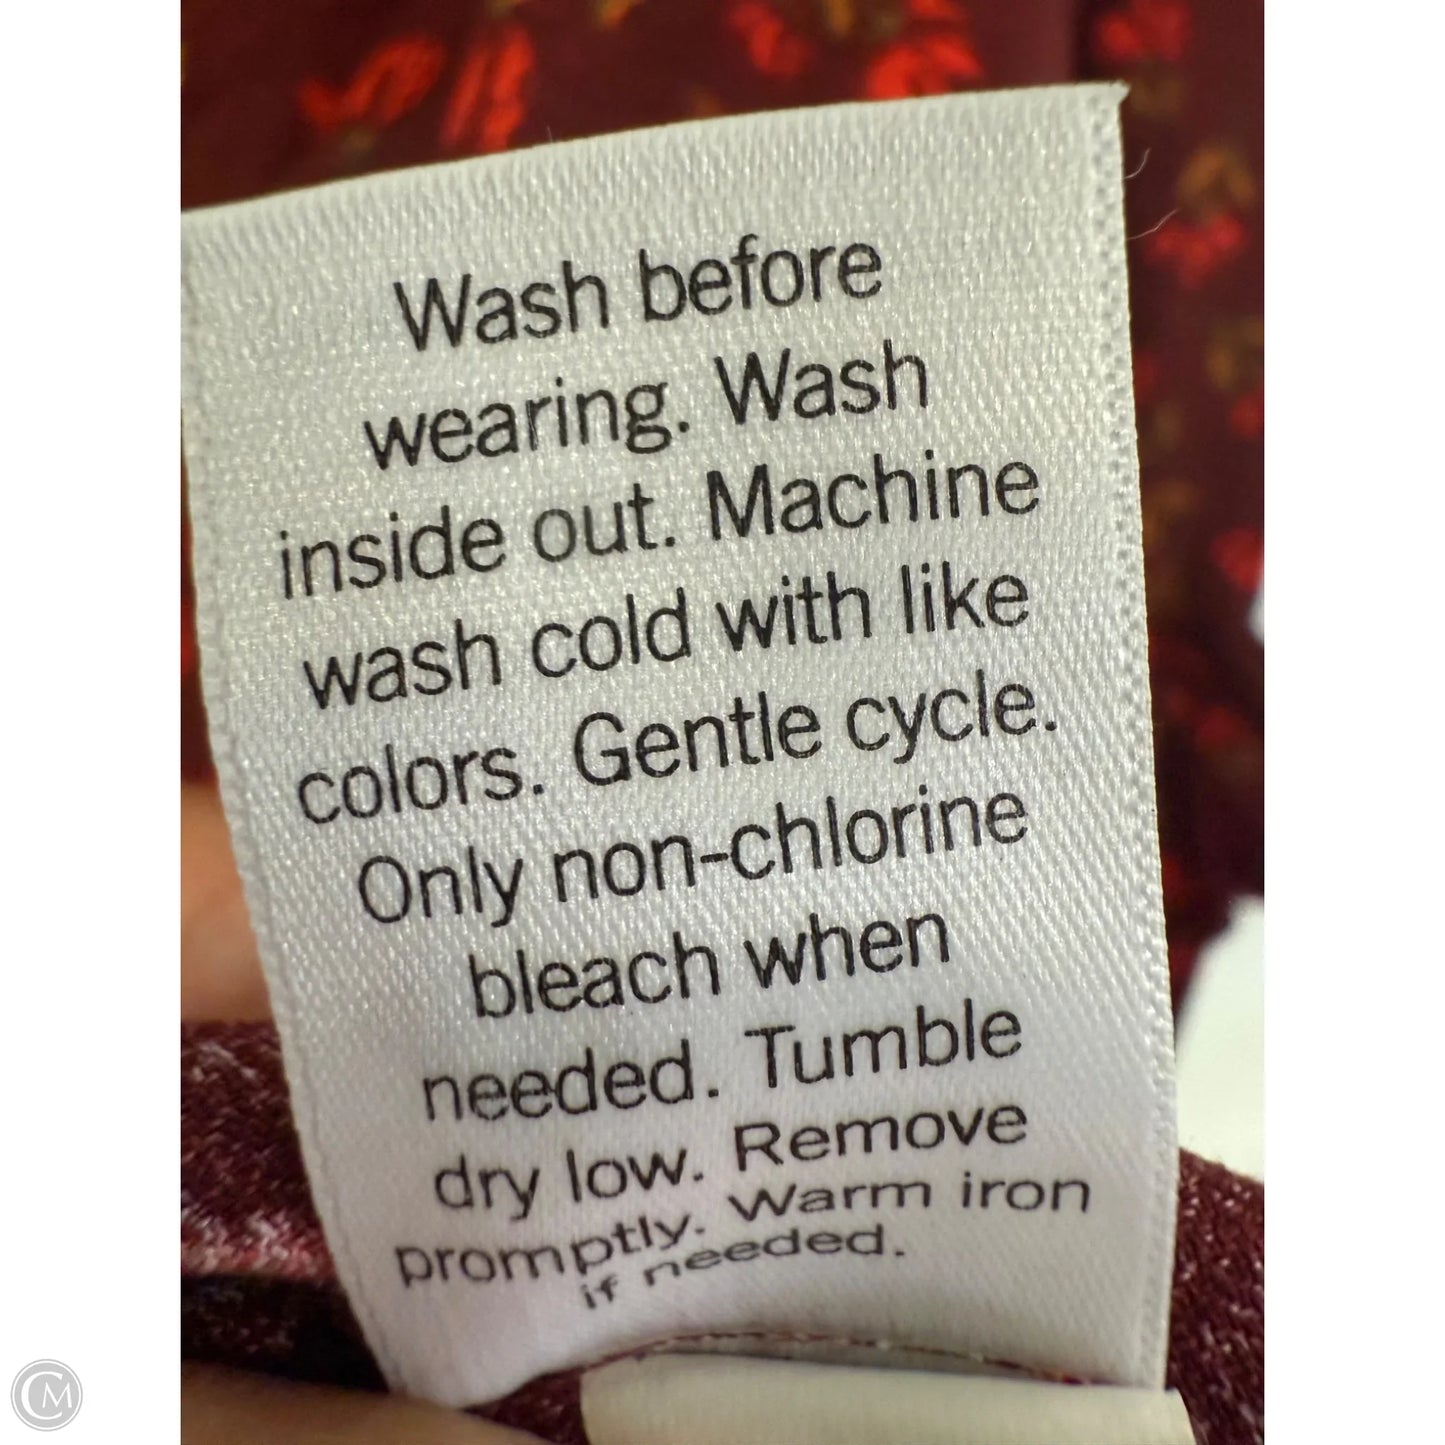 Wash before
wearing. Wash
inside out. Machine
wash cold with like
colors. Gentle cycle.
Only non-chlorine
bleach when
needed. Tumble
dry low. Remove
promptly. Warm iron
if needed.
CM